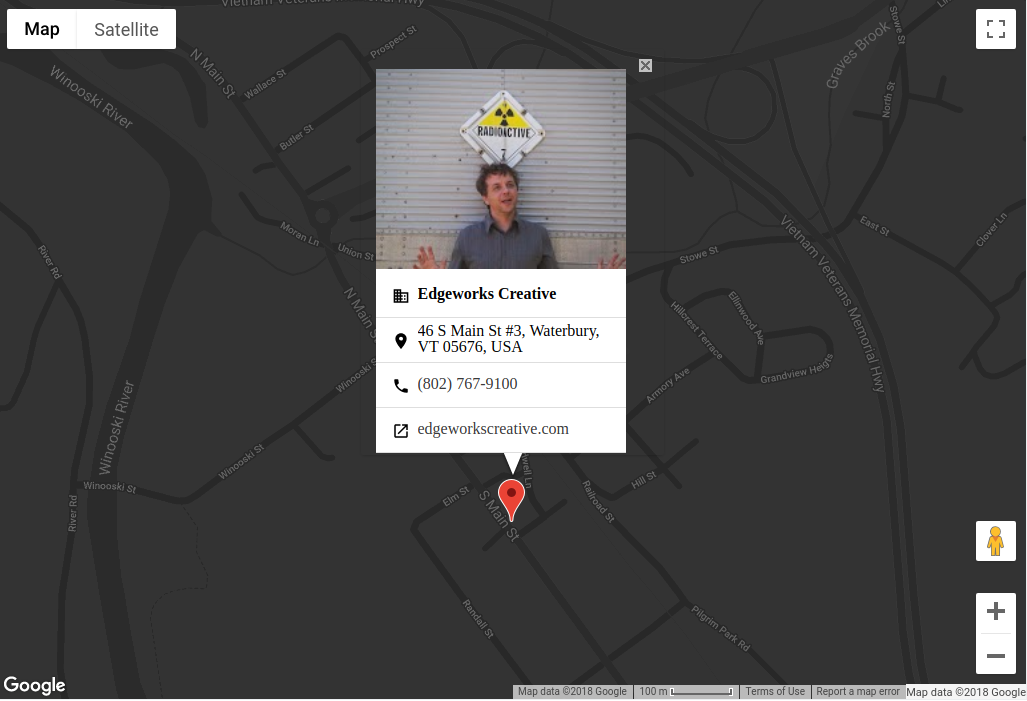 Vietnam Veterans Memorial Hwy
Map
Satellite
N Main St
Prospect St
Wallace St
Stowe St
Graves Brook
Winooski River
North St
Butler St
RADIOACTIVE
7
Moran Ln
Union St
River Rd
East St
Clover Ln
Stowe St
Vietnam Veterans Memorial Hwy
N Main St
Edgeworks Creative
46 S Main St #3, Waterbury,
VT 05676, USA
(802) 767-9100
edgeworkscreative.com
Hillcrest Terrace
Ellinwood Ave
Grandview Heights
Armory Ave
Winooski River
Winooski St
Winooski St
Hill St
Elm St
S Main St
Railroad St
River Rd
Randall St
Pilgrim Park Rd
Google
Map data ©2018 Google
100 m
Terms of Use
Report a map error
Map data ©2018 Google